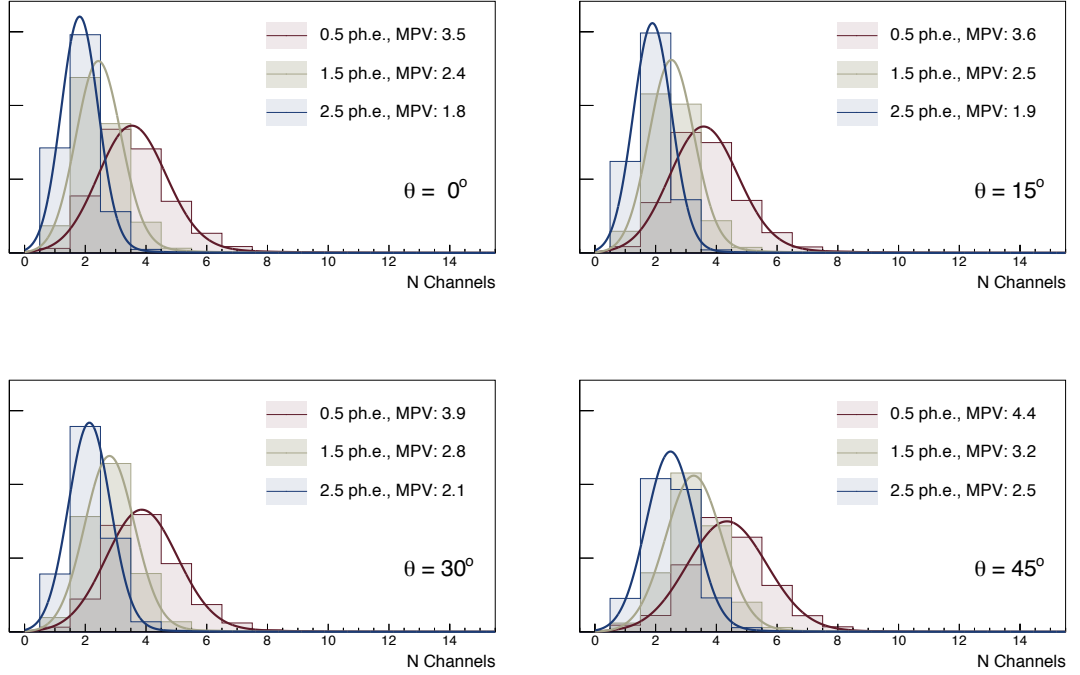 0.5 ph.e., MPV: 3.5
1.5 ph.e., MPV: 2.4
2.5 ph.e., MPV: 1.8
θ = 0°
0 2 4 6 8 10 12 14
N Channels
0.5 ph.e., MPV: 3.6
1.5 ph.e., MPV: 2.5
2.5 ph.e., MPV: 1.9
θ = 15°
0 2 4 6 8 10 12 14
N Channels
0.5 ph.e., MPV: 3.9
1.5 ph.e., MPV: 2.8
2.5 ph.e., MPV: 2.1
θ = 30°
0 2 4 6 8 10 12 14
N Channels
0.5 ph.e., MPV: 4.4
1.5 ph.e., MPV: 3.2
2.5 ph.e., MPV: 2.5
θ = 45°
0 2 4 6 8 10 12 14
N Channels